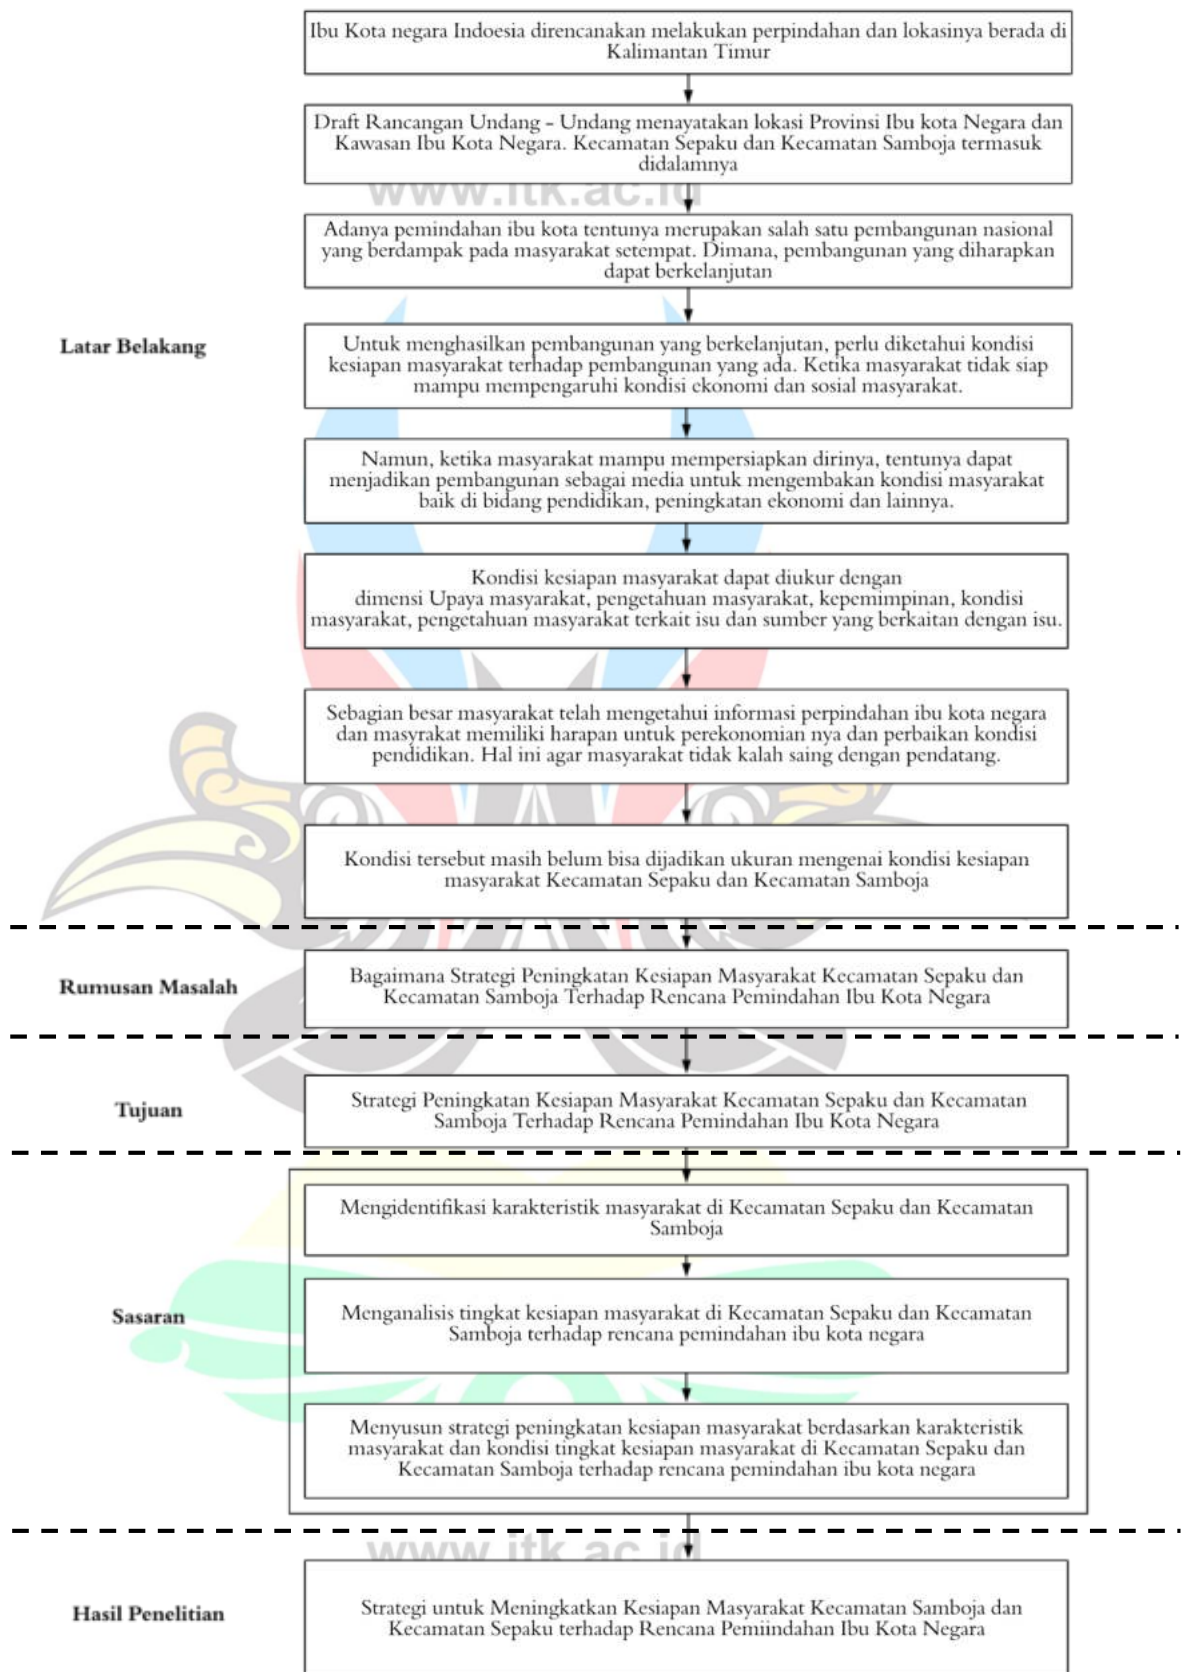 Ibu Kota negara Indoesia direncanakan melakukan perpindahan dan lokasinya berada di
Kalimantan Timur
Draft Rancangan Undang - Undang menayatakan lokasi Provinsi Ibu kota Negara dan
Kawasan Ibu Kota Negara. Kecamatan Sepaku dan Kecamatan Samboja termasuk
didalamnya
www.itk.ac.id
Adanya pemindahan ibu kota tentunya merupakan salah satu pembangunan nasional
yang berdampak pada masyarakat setempat. Dimana, pembangunan yang diharapkan
dapat berkelanjutan
Latar Belakang
Untuk menghasilkan pembangunan yang berkelanjutan, perlu diketahui kondisi
kesiapan masyarakat terhadap pembangunan yang ada. Ketika masyarakat tidak siap
mampu mempengaruhi kondisi ekonomi dan sosial masyarakat.
Namun, ketika masyarakat mampu mempersiapkan dirinya, tentunya dapat
menjadikan pembangunan sebagai media untuk mengembakan kondisi masyarakat
baik di bidang pendidikan, peningkatan ekonomi dan lainnya.
Kondisi kesiapan masyarakat dapat diukur dengan
dimensi Upaya masyarakat, pengetahuan masyarakat, kepemimpinan, kondisi
masyarakat, pengetahuan masyarakat terkait isu dan sumber yang berkaitan dengan isu.
Sebagian besar masyarakat telah mengetahui informasi perpindahan ibu kota negara
dan masyrakat memiliki harapan untuk perekonomian nya dan perbaikan kondisi
pendidikan. Hal ini agar masyarakat tidak kalah saing dengan pendatang.
Kondisi tersebut masih belum bisa dijadikan ukuran mengenai kondisi kesiapan
masyarakat Kecamatan Sepaku dan Kecamatan Samboja
Rumusan Masalah
Bagaimana Strategi Peningkatan Kesiapan Masyarakat Kecamatan Sepaku dan
Kecamatan Samboja Terhadap Rencana Pemindahan Ibu Kota Negara
Tujuan
Strategi Peningkatan Kesiapan Masyarakat Kecamatan Sepaku dan Kecamatan
Samboja Terhadap Rencana Pemindahan Ibu Kota Negara
Sasaran
Mengidentifikasi karakteristik masyarakat di Kecamatan Sepaku dan Kecamatan
Samboja
Menganalisis tingkat kesiapan masyarakat di Kecamatan Sepaku dan Kecamatan
Samboja terhadap rencana pemindahan ibu kota negara
Menyusun strategi peningkatan kesiapan masyarakat berdasarkan karakteristik
masyarakat dan kondisi tingkat kesiapan masyarakat di Kecamatan Sepaku dan
Kecamatan Samboja terhadap rencana pemindahan ibu kota negara
www.itk.ac.id
Hasil Penelitian
Strategi untuk Meningkatkan Kesiapan Masyarakat Kecamatan Samboja dan
Kecamatan Sepaku terhadap Rencana Pemiindahan Ibu Kota Negara